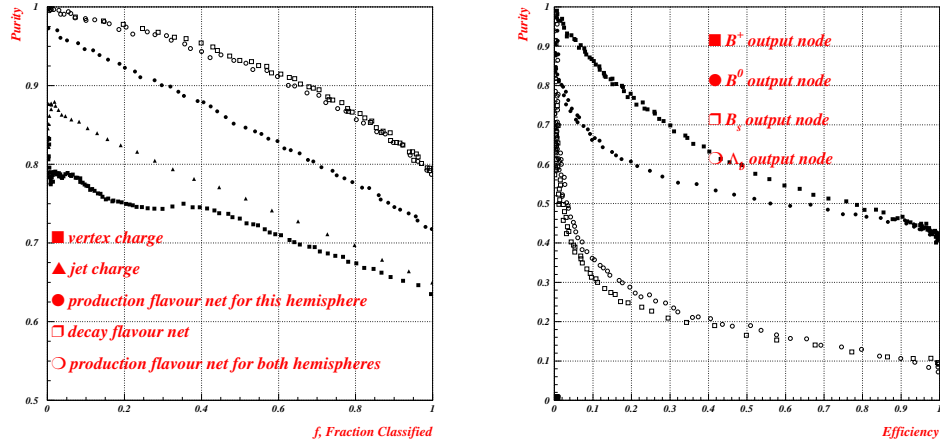 Purity
1
0.9
0.8
0.7
0.6
0.5
0
0.2
0.4
0.6
0.8
1
vertex charge
jet charge
production flavour net for this hemisphere
decay flavour net
production flavour net for both hemispheres
f, Fraction Classified
Purity
1
0.9
0.8
0.7
0.6
0.5
0.4
0.3
0.2
0.1
0
0.1
0.2
0.3
0.4
0.5
0.6
0.7
0.8
0.9
1
B⁺ output node
B⁰ output node
Bₛ output node
Λb output node
Efficiency